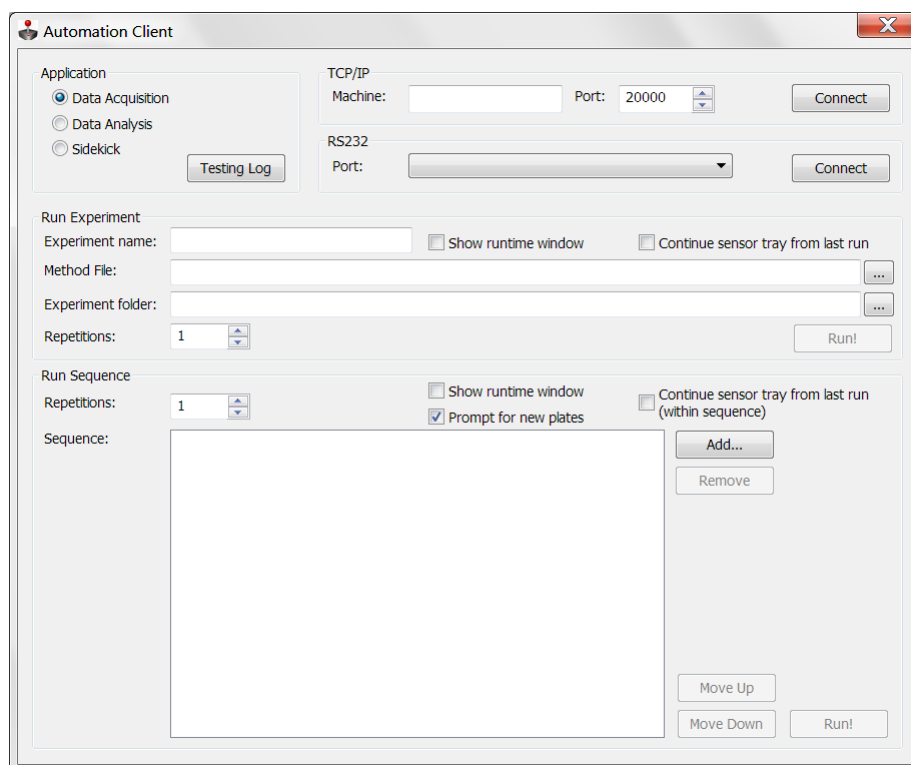 Automation Client
Application
Data Acquisition
Data Analysis
Sidekick
Testing Log
TCP/IP
Machine: Port: 20000 Connect
RS232
Port: Connect
Run Experiment
Experiment name: Show runtime window Continue sensor tray from last run
Method File: ...
Experiment folder: ...
Repetitions: 1 Run!
Run Sequence
Repetitions: 1 Show runtime window Continue sensor tray from last run
Prompt for new plates (within sequence)
Sequence: Add...
Remove
Move Up
Move Down Run!